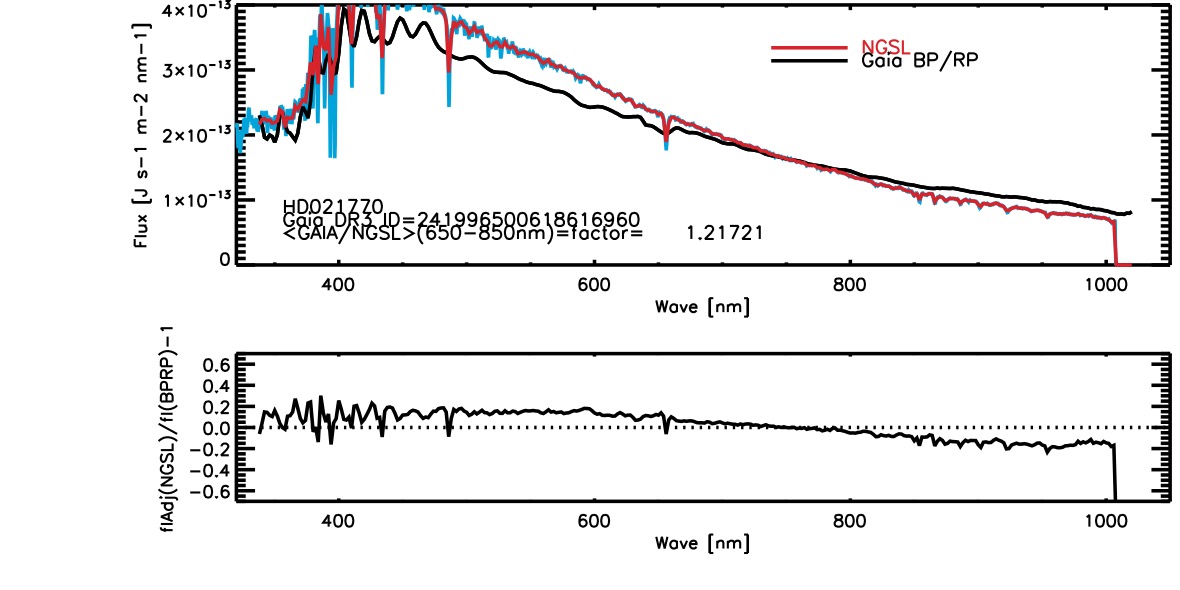 4×10−13
3×10−13
2×10−13
1×10−13
0
Flux [J s−1 m−2 nm−1]
NGSL
Gaia BP/RP
HD021770
Gaia DR3 ID=241996500618616960
<GAIA/NGSL>(650−850nm)=factor= 1.21721
400 600 800 1000
Wave [nm]
flAdj(NGSL)/fl(BPRP)−1
0.6
0.4
0.2
0.0
−0.2
−0.4
−0.6
400 600 800 1000
Wave [nm]